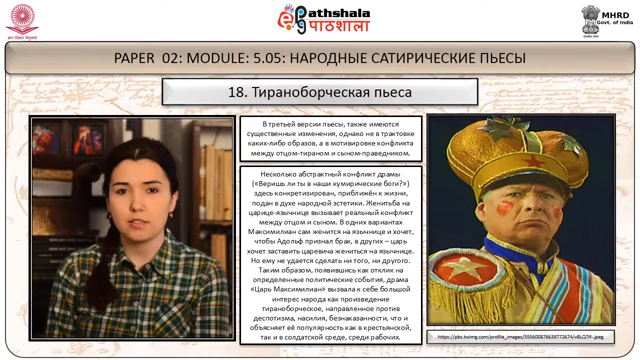 ePathshala
पाठशाला
MHRD
Govt. of India
PAPER 02: MODULE: 5.05: НАРОДНЫЕ САТИРИЧЕСКИЕ ПЬЕСЫ
18. Тираноборческая пьеса
В третьей версии пьесы, также имеются
существенные изменения, однако не в трактовке
каких-либо образов, а в мотивировке конфликта
между отцом-тираном и сыном-праведником.
Несколько абстрактный конфликт драмы
(«Веришь ли ты в наши кумирические боги?»)
здесь конкретизирован, приближён к жизни,
подан в духе народной эстетики. Женитьба на
царице-язычнице вызывает реальный конфликт
между отцом и сыном. В одних вариантах
Максимилиан сам женится на язычнице и хочет,
чтобы Адольф признал брак, в других – царь
хочет заставить царевича жениться на язычнице.
Но ему не удается сделать ни того, ни другого.
Таким образом, появившись как отклик на
определенные политические события, драма
«Царь Максимилиан» вызвала к себе большой
интерес народа как произведение
тираноборческое, направленное против
деспотизма, насилия, безнаказанности, что и
объясняет её популярность как в крестьянской,
так и в солдатской среде, среди рабочих.